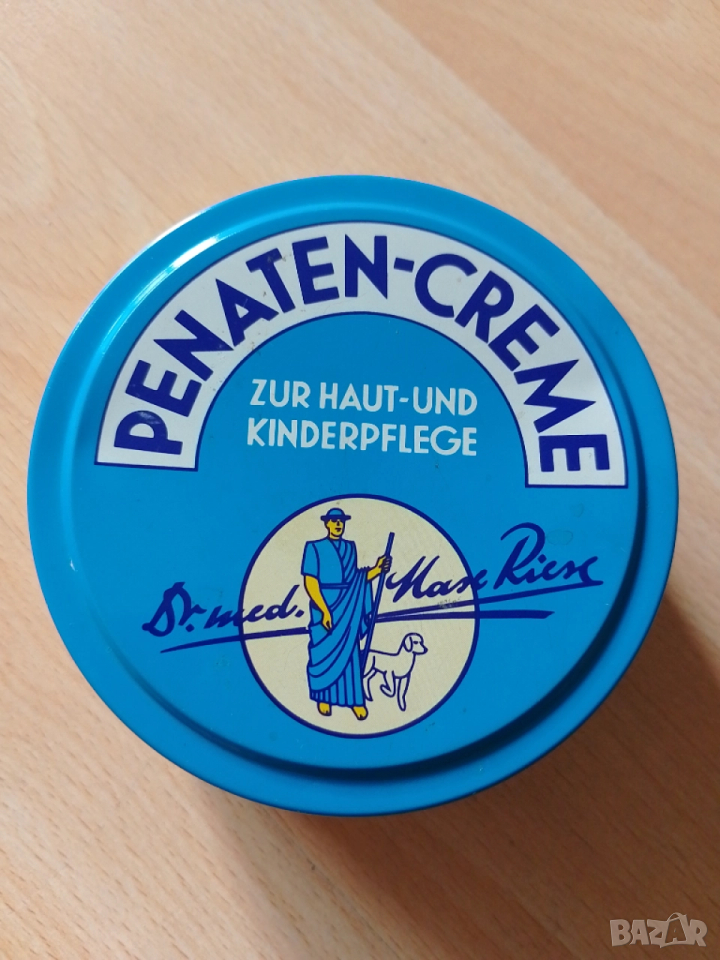 PENATEN-CREME
ZUR HAUT-UND
KINDERPFLEGE
Dr. med. Max Riese
BAZAR